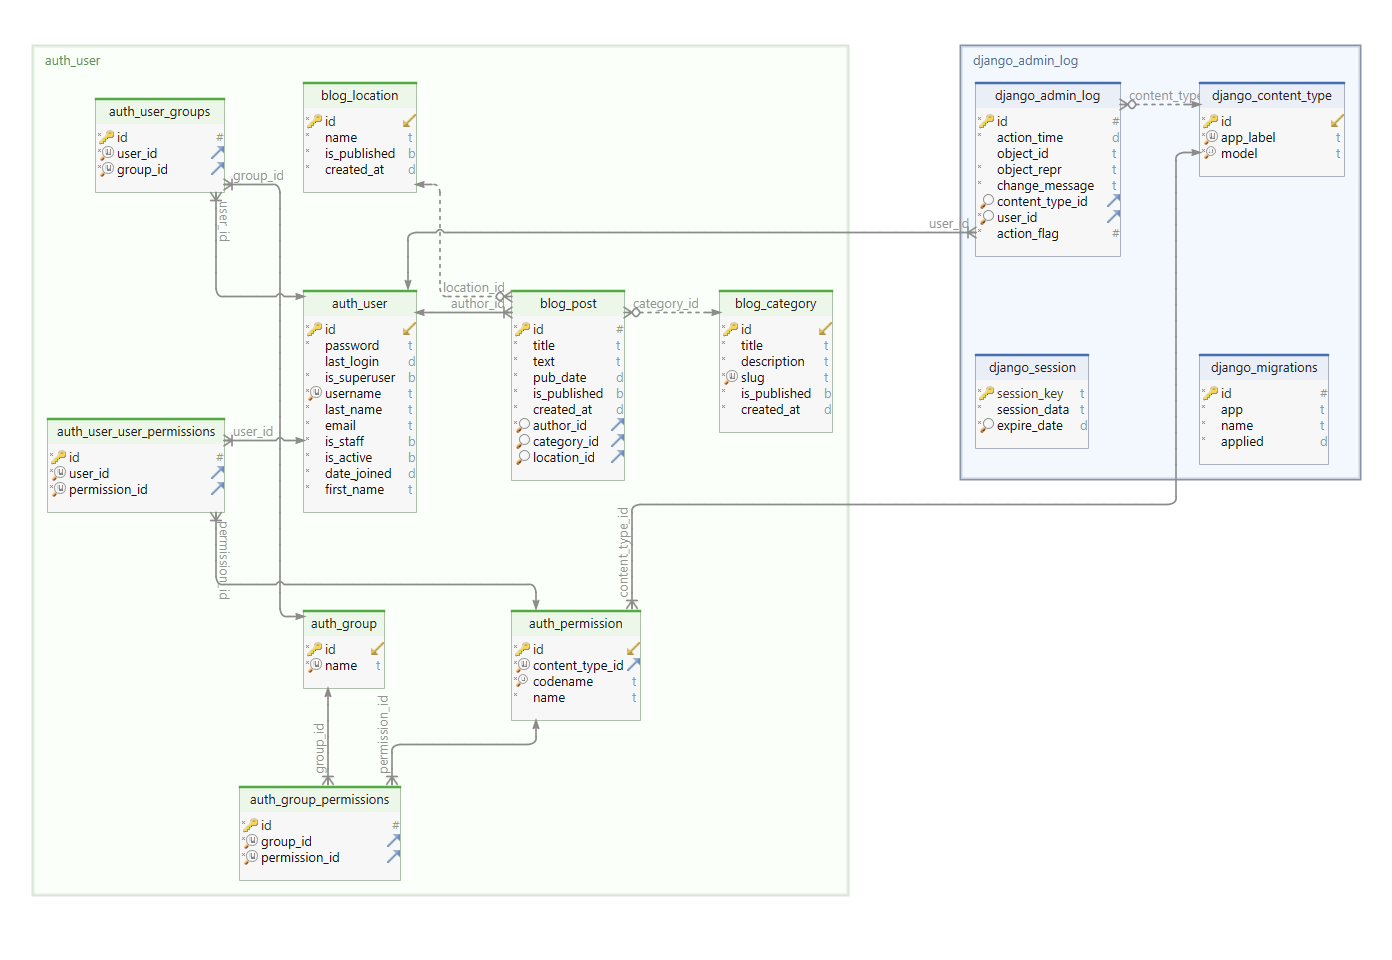 auth_user
auth_user_groups
id #
user_id
group_id
group_id
user_id
blog_location
id
name t
is_published b
created_at d
auth_user
id
password t
last_login d
is_superuser b
username t
last_name t
email t
is_staff b
is_active b
date_joined d
first_name t
location_id
author_id
blog_post
id #
title t
text t
pub_date d
is_published b
created_at d
author_id
category_id
location_id
category_id
blog_category
id
title t
description t
slug t
is_published b
created_at d
auth_user_user_permissions
id #
user_id
permission_id
user_id
permission_id
auth_group
id
name t
group_id
permission_id
auth_permission
id
content_type_id
codename t
name t
content_type_id
auth_group_permissions
id #
group_id
permission_id
django_admin_log
django_admin_log
id #
action_time d
object_id t
object_repr t
change_message t
content_type_id
user_id
action_flag #
user_id
content_type
django_content_type
id
app_label t
model t
django_session
session_key t
session_data t
expire_date d
django_migrations
id #
app t
name t
applied d